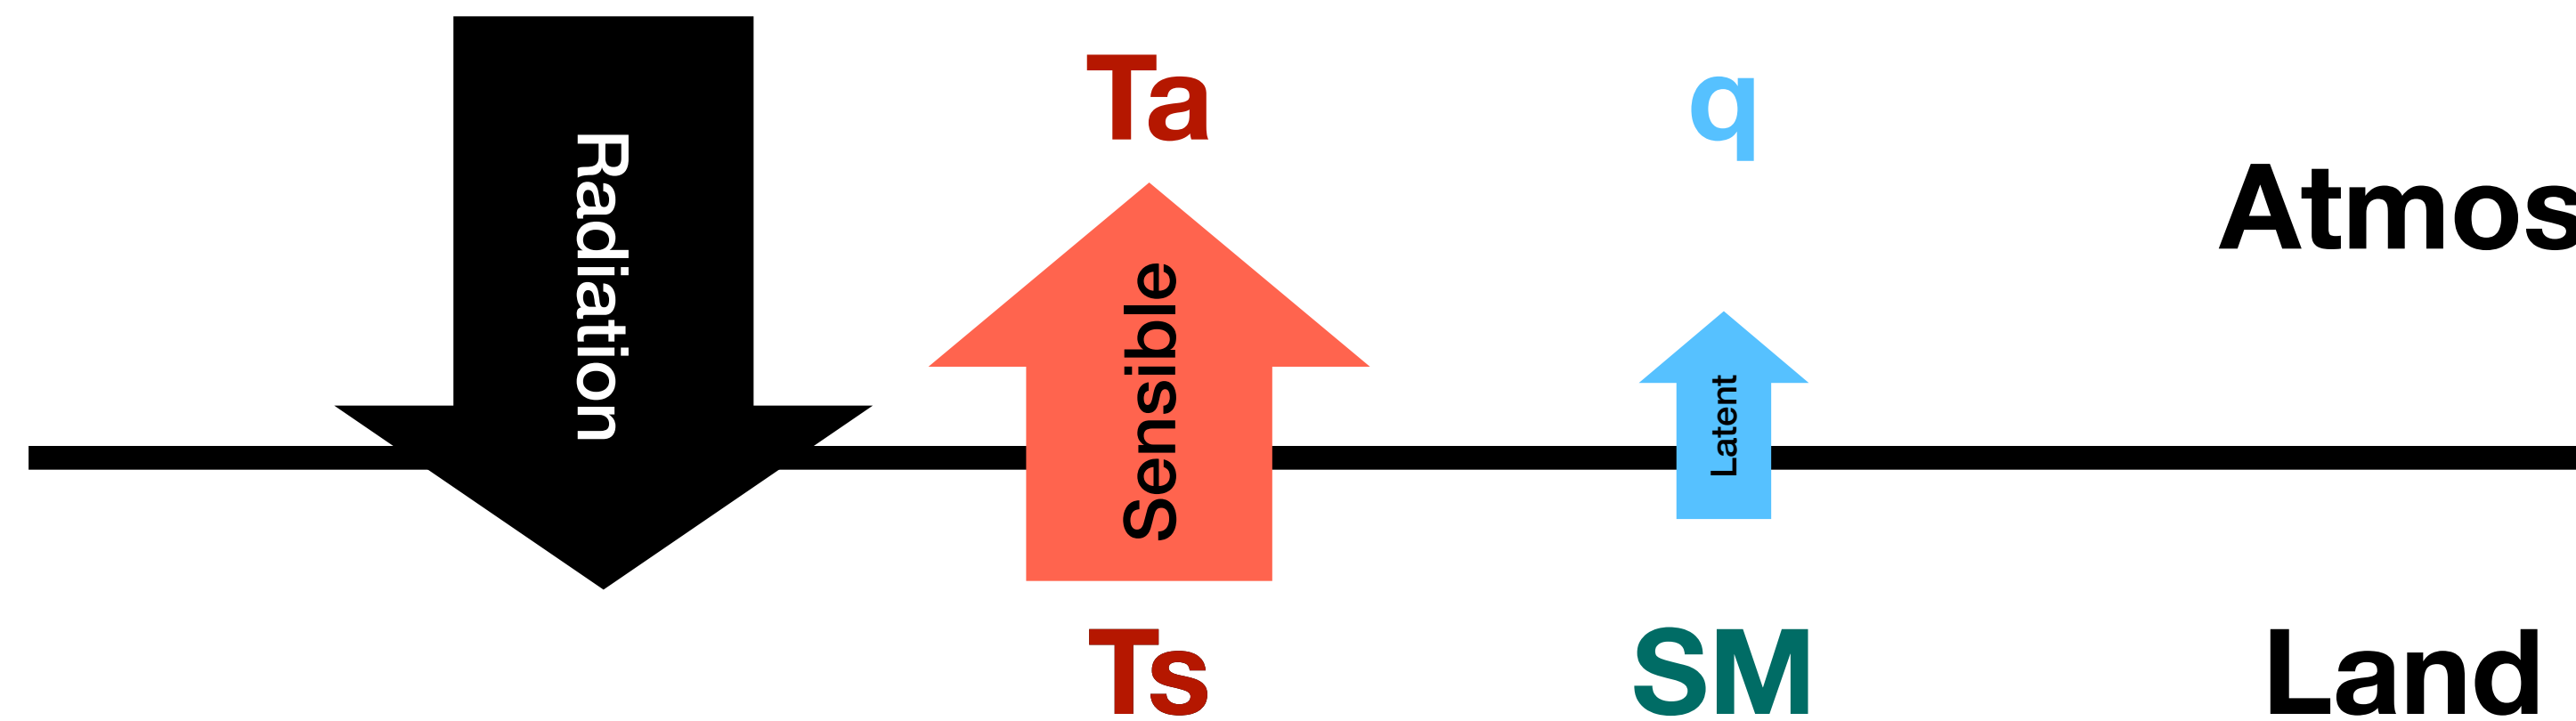 Radiation
Ta
q
Atmos
Sensible
Latent
Ts
SM
Land